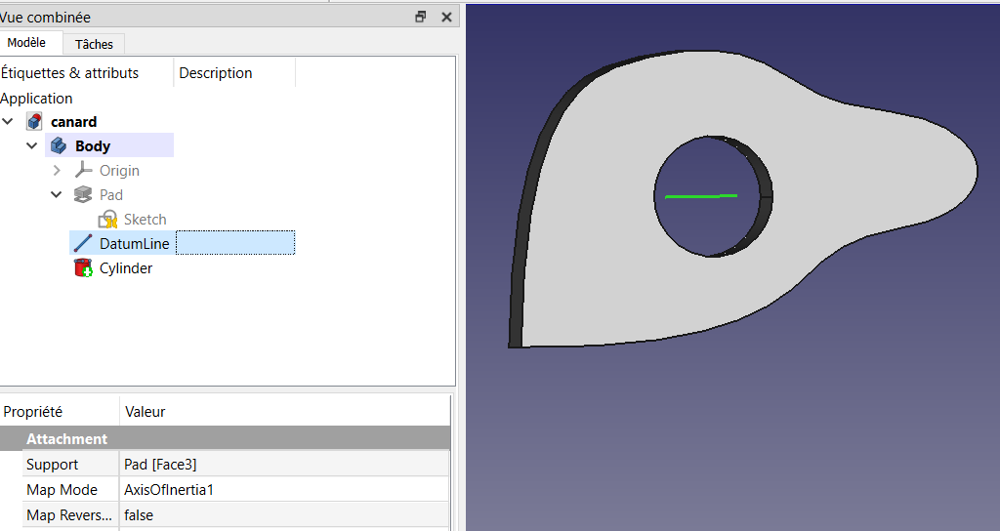 Vue combinée
Modèle Tâches
Étiquettes & attributs Description
Application
canard
Body
Origin
Pad
Sketch
DatumLine
Cylinder
Propriété Valeur
Attachment
Support Pad [Face3]
Map Mode AxisOfInertia1
Map Revers... false